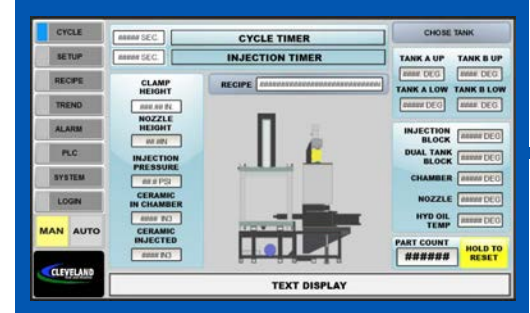 CYCLE
SETUP
RECIPE
TREND
ALARM
PLC
SYSTEM
LOGIN
MAN AUTO
CLEVELAND
##### SEC. CYCLE TIMER
##### SEC. INJECTION TIMER
CLAMP
HEIGHT
###.## IN.
NOZZLE
HEIGHT
INJECTION
PRESSURE
##.# PSI
CERAMIC
IN CHAMBER
#### IN3
CERAMIC
INJECTED
#### IN3
RECIPE
CHOSE TANK
TANK A UP TANK B UP
#### DEG #### DEG
TANK A LOW TANK B LOW
##### DEG #### DEG
INJECTION
BLOCK ##### DEG
DUAL TANK
BLOCK ##### DEG
CHAMBER ##### DEG
NOZZLE ##### DEG
HYD OIL
TEMP ##### DEG
PART COUNT
######
HOLD TO
RESET
TEXT DISPLAY